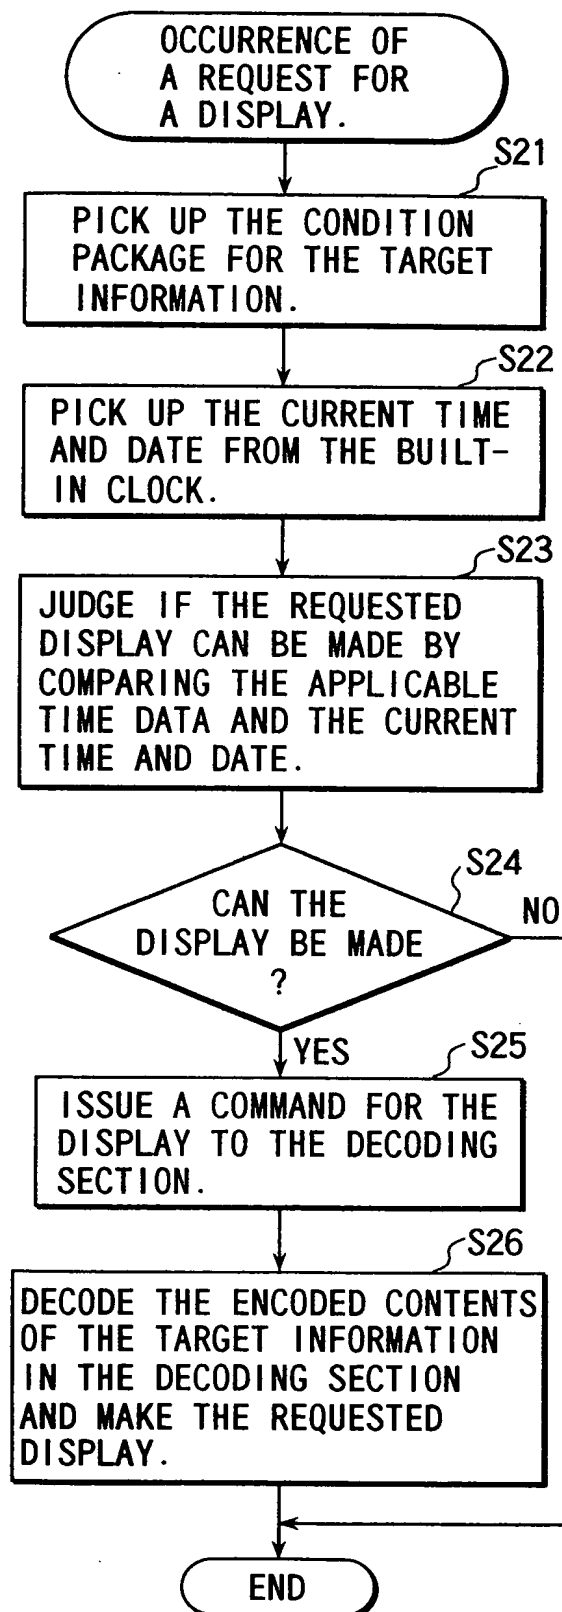 OCCURRENCE OF
A REQUEST FOR
A DISPLAY.
S21
PICK UP THE CONDITION
PACKAGE FOR THE TARGET
INFORMATION.
S22
PICK UP THE CURRENT TIME
AND DATE FROM THE BUILT-
IN CLOCK.
S23
JUDGE IF THE REQUESTED
DISPLAY CAN BE MADE BY
COMPARING THE APPLICABLE
TIME DATA AND THE CURRENT
TIME AND DATE.
S24
CAN THE
DISPLAY BE MADE
?
NO
YES
S25
ISSUE A COMMAND FOR THE
DISPLAY TO THE DECODING
SECTION.
S26
DECODE THE ENCODED CONTENTS
OF THE TARGET INFORMATION
IN THE DECODING SECTION
AND MAKE THE REQUESTED
DISPLAY.
END